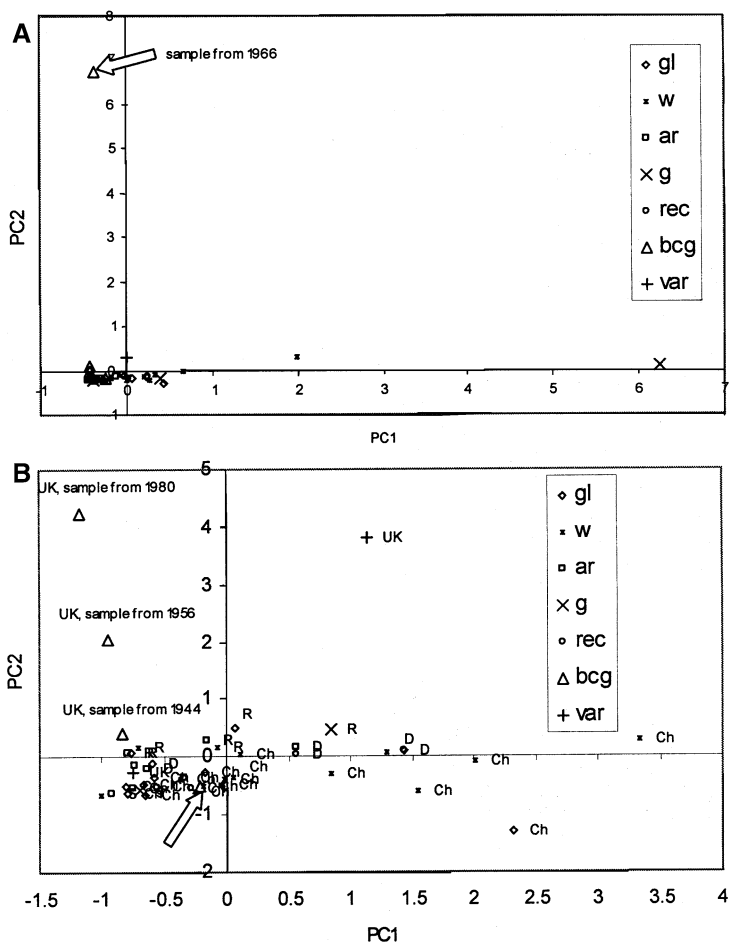 A
8
sample from 1966
6
5
4
3
2
1
0
1
PC2
1
0
1
2
3
4
5
6
7
PC1
gl
w
ar
g
rec
bcg
var
B
5
UK, sample from 1980
4
UK
3
UK, sample from 1956
2
UK, sample from 1944
1
R
R
R
R
R
D
D
D
Ch
0
Ch
Ch
Ch
D
Ch
UK
Ch
Ch
Ch
Ch
-1
2
PC2
-1.5
-1
-0.5
0
0.5
1
1.5
2
2.5
3
3.5
4
PC1
gl
w
ar
g
rec
bcg
var